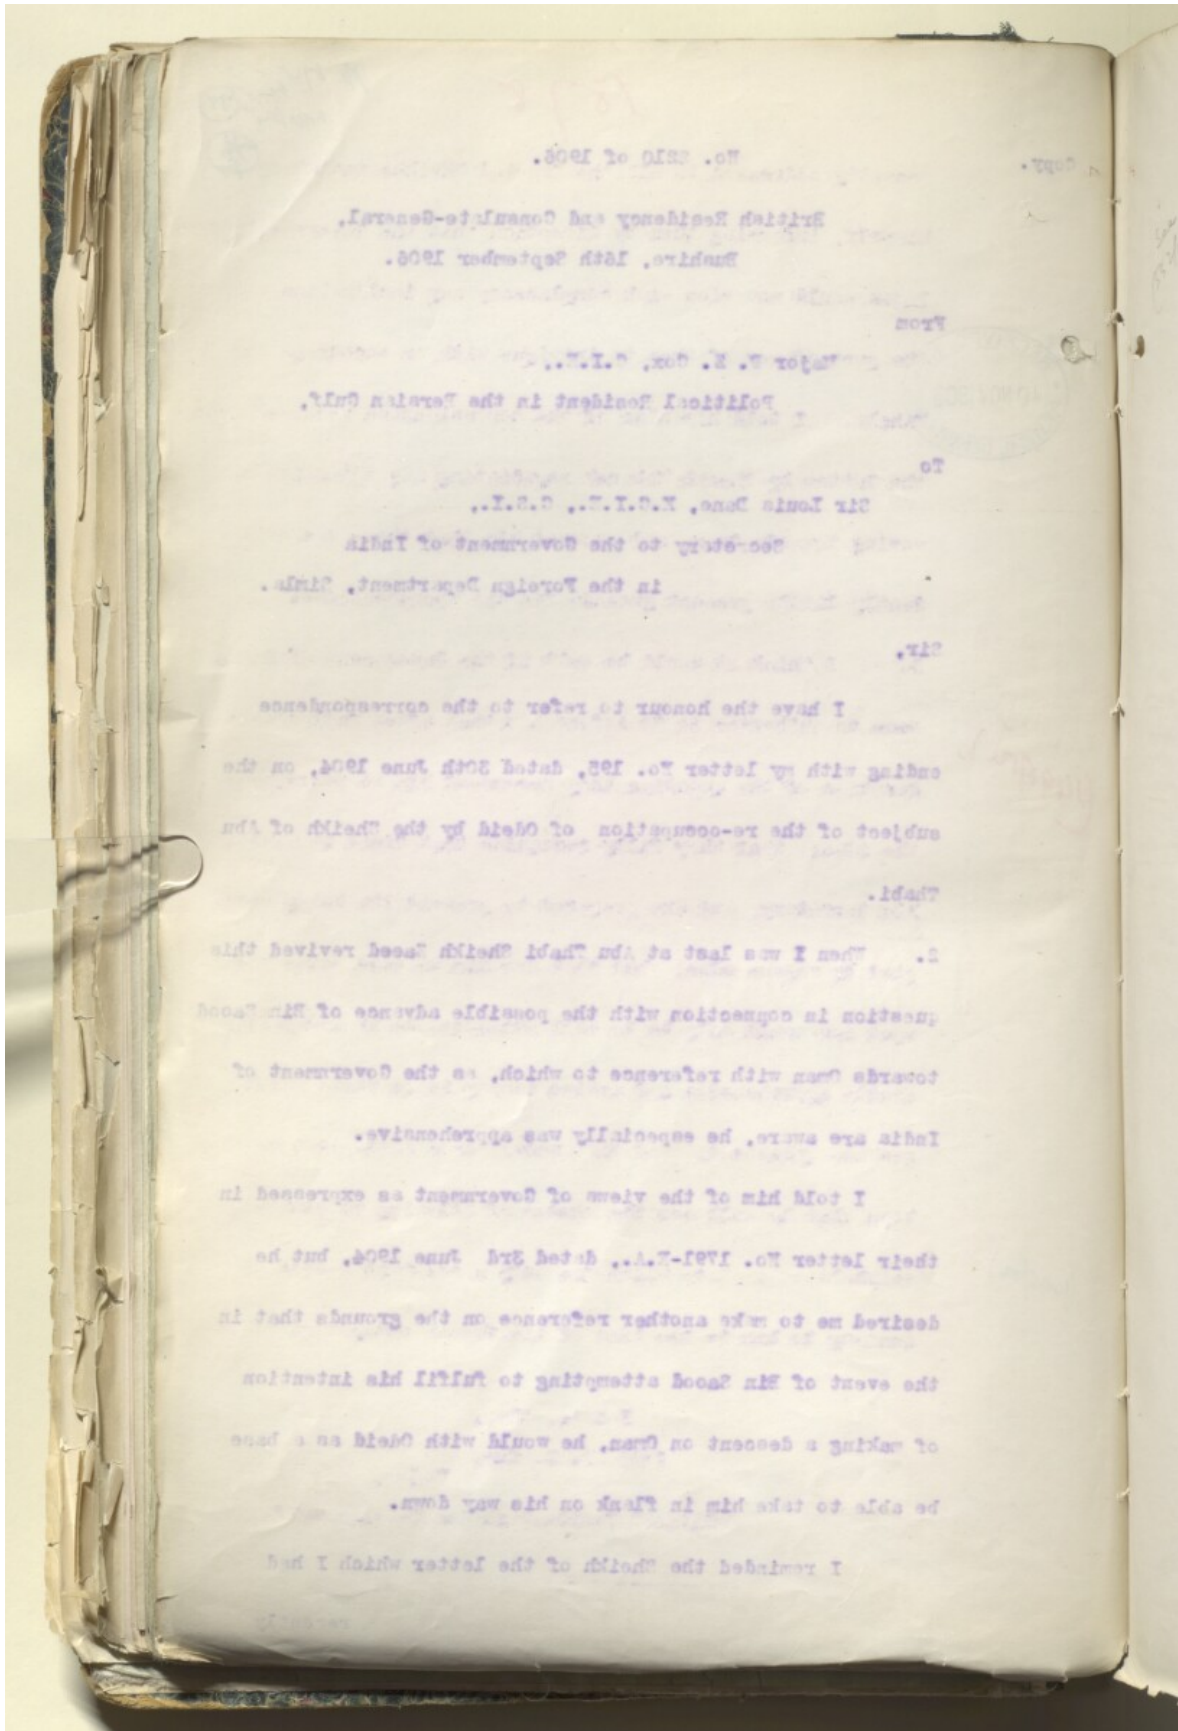 Copy.
No. 2210 of 1906.
British Residency and Consulate-General,
Bushire, 16th September 1906.
From
Major P. Z. Cox, C.I.E.,
Political Resident in the Persian Gulf,
To
Sir Louis Dane, K.C.I.E., C.S.I.,
Secretary to the Government of India
in the Foreign Department, Simla.
Sir,
I have the honour to refer to the correspondence
ending with my letter No. 195, dated 30th June 1904, on the
subject of the re-occupation of Odeid by the Sheikh of Abu
Thabi.
2. When I was last at Abu Thabi Sheikh Zaeed revived this
question in connection with the possible advance of Bin Saood
towards Oman with reference to which, as the Government of
India are aware, he especially was apprehensive.
I told him of the views of Government as expressed in
their letter No. 1791-E.A., dated 3rd June 1904, but he
desired me to make another reference on the grounds that in
the event of Bin Saood attempting to fulfil his intention
of making a descent on Oman, he would with Odeid as a base
be able to take him in flank on his way down.
I reminded the Sheikh of the letter which I had
recently